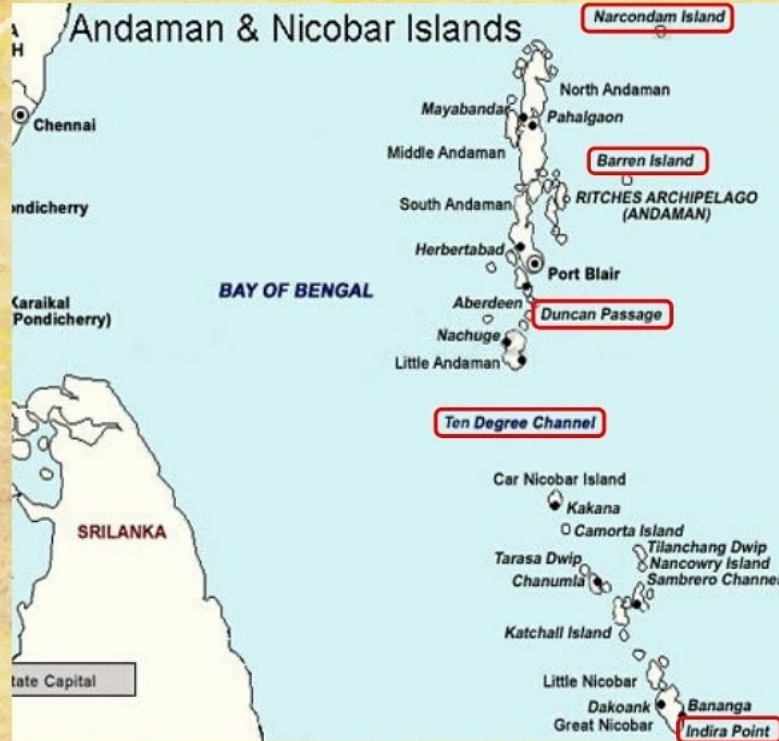 Andaman & Nicobar Islands
Narcondam Island
A
H
Chennai
North Andaman
Mayabandar
Pahalgaon
Middle Andaman
Barren Island
RITCHES ARCHIPELAGO
(ANDAMAN)
South Andaman
ondicherry
Herbertabad
Port Blair
BAY OF BENGAL
Karaikal
(Pondicherry)
Aberdeen
Duncan Passage
Nachuge
Little Andaman
Ten Degree Channel
Car Nicobar Island
Kakana
Camorta Island
SRILANKA
Tilanchang Dwip
Tarasa Dwip
Nancowry Island
Chanumla
Sambrero Channel
Katchall Island
Little Nicobar
tate Capital
Dakoank
Bananga
Great Nicobar
Indira Point